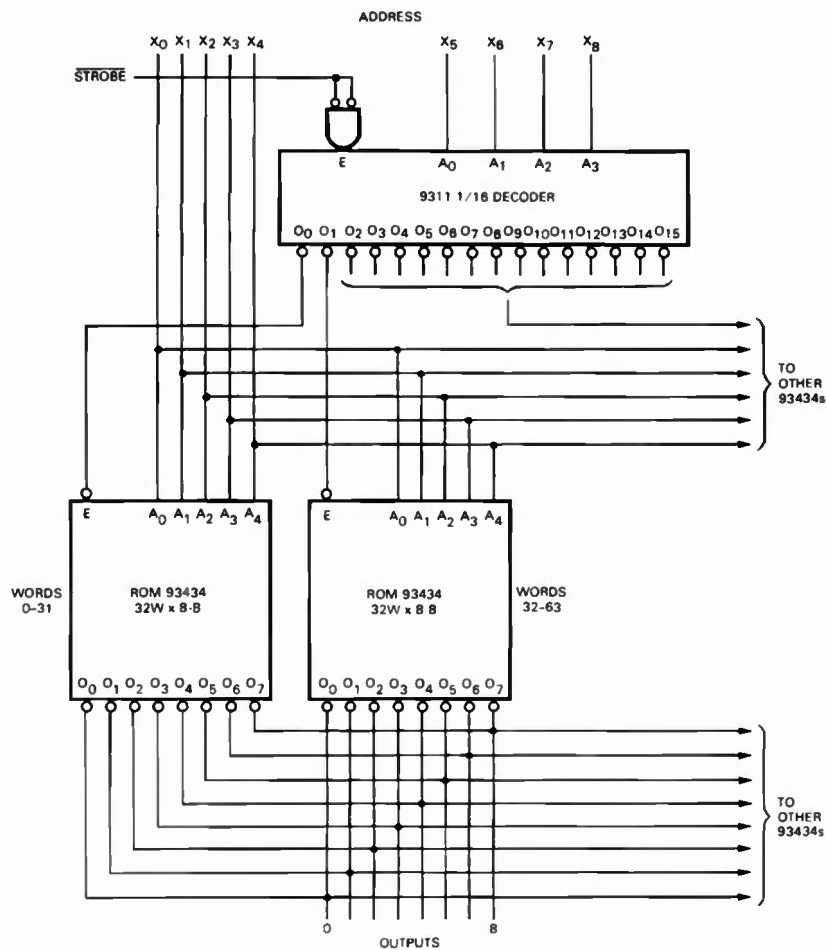 ADDRESS
X0 X1 X2 X3 X4 X5 X6 X7 X8
STROBE
E A0 A1 A2 A3
9311 1/16 DECODER
O0 O1 O2 O3 O4 O5 O6 O7 O8 O9 O10 O11 O12 O13 O14 O15
TO
OTHER
93434s
E A0 A1 A2 A3 A4
E A0 A1 A2 A3 A4
WORDS
0-31
ROM 93434
32W x 8-B
ROM 93434
32W x 8 8
WORDS
32-63
O0 O1 O2 O3 O4 O5 O6 O7
O0 O1 O2 O3 O4 O5 O6 O7
TO
OTHER
93434s
0 8
OUTPUTS